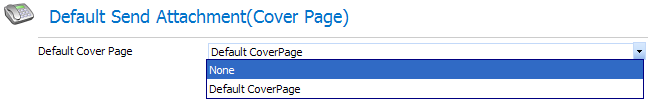 Default Send Attachment(Cover Page)
Default Cover Page Default CoverPage
None
Default CoverPage